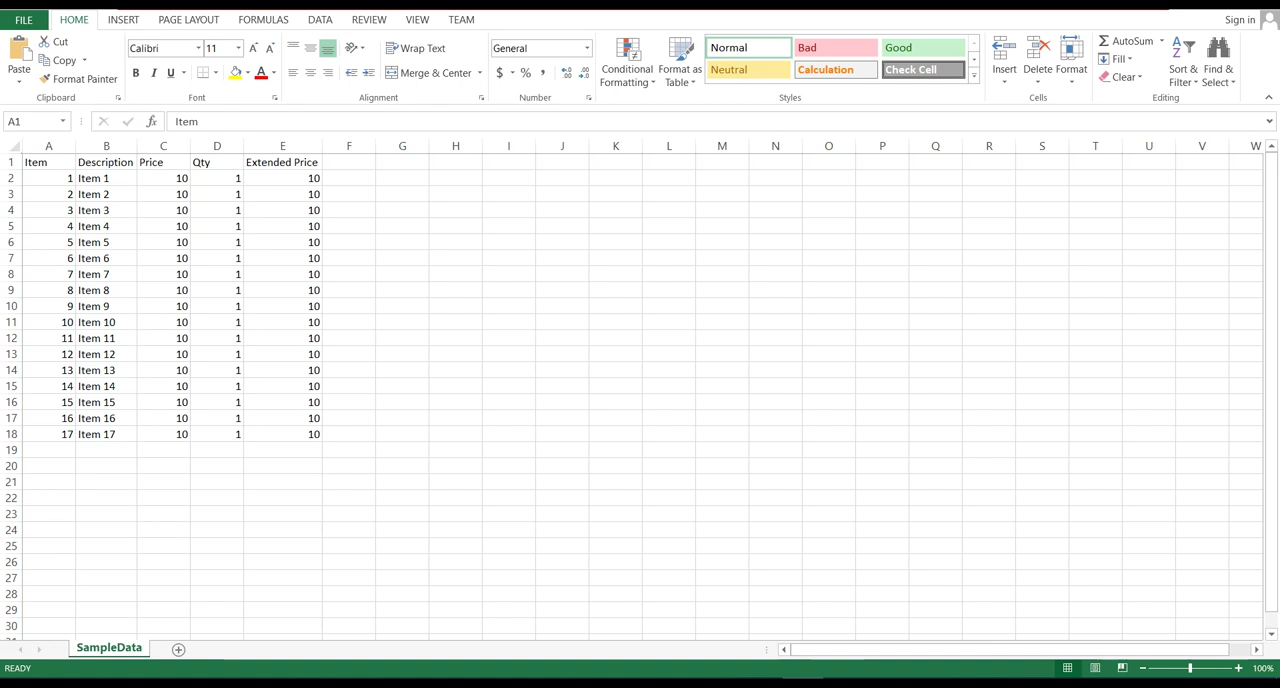 FILE HOME INSERT PAGE LAYOUT FORMULAS DATA REVIEW VIEW TEAM Sign in
Paste Cut Copy Format Painter Clipboard
Calibri 11 A A B I U A Font
Wrap Text Merge & Center Alignment
General $ % , Number
Conditional Formatting Format as Table
Normal Bad Good
Neutral Calculation Check Cell
Styles
Insert Delete Format Cells
AutoSum Fill Clear Sort & Filter Find & Select Editing
A1 fx Item
A B C D E F G H I J K L M N O P Q R S T U V W
1 Item Description Price Qty Extended Price
2 1 Item 1 10 1 10
3 2 Item 2 10 1 10
4 3 Item 3 10 1 10
5 4 Item 4 10 1 10
6 5 Item 5 10 1 10
7 6 Item 6 10 1 10
8 7 Item 7 10 1 10
9 8 Item 8 10 1 10
10 9 Item 9 10 1 10
11 10 Item 10 10 1 10
12 11 Item 11 10 1 10
13 12 Item 12 10 1 10
14 13 Item 13 10 1 10
15 14 Item 14 10 1 10
16 15 Item 15 10 1 10
17 16 Item 16 10 1 10
18 17 Item 17 10 1 10
19
20
21
22
23
24
25
26
27
28
29
30
SampleData
READY 100%